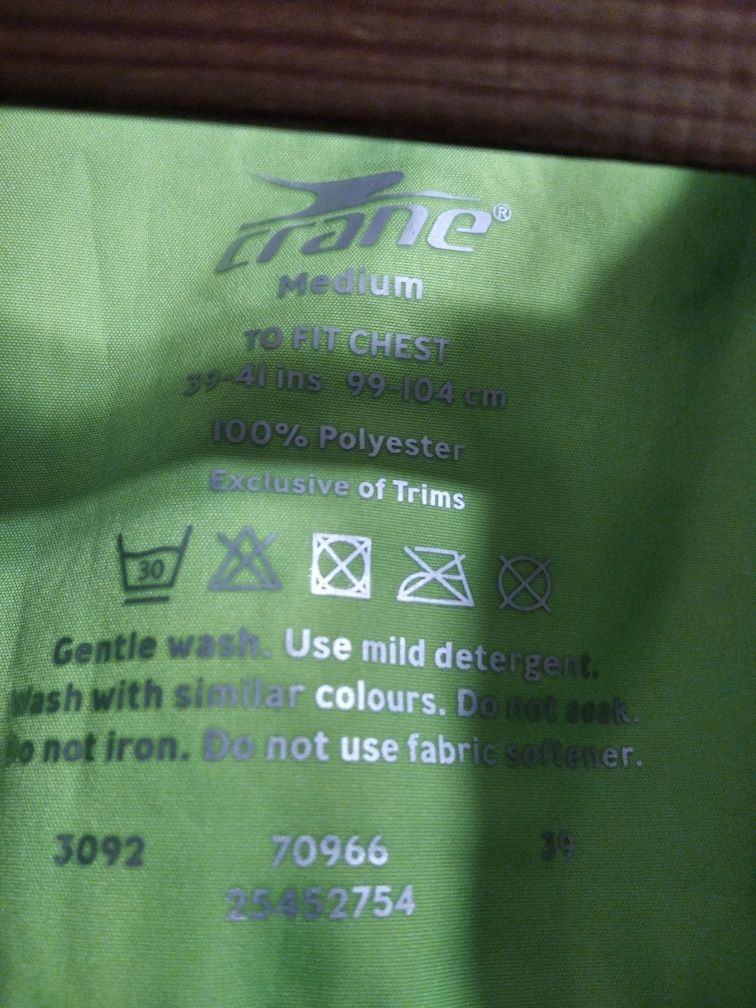 crane®
Medium
TO FIT CHEST
39-41 ins 99-104 cm
100% Polyester
Exclusive of Trims
30
Gentle wash. Use mild detergent.
Wash with similar colours. Do not soak.
Do not iron. Do not use fabric softener.
3092 70966 39
25452754